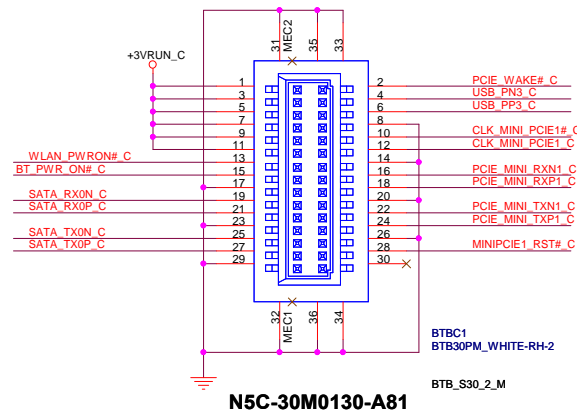 31 MEC2 35 33
+3VRUN_C
1 2 PCIE_WAKE#_C
3 4 USB_PN3_C
5 6 USB_PP3_C
7 8
9 10 CLK_MINI_PCIE1#_C
11 12 CLK_MINI_PCIE1_C
WLAN_PWRON#_C 13 14
BT_PWR_ON#_C 15 16 PCIE_MINI_RXN1_C
17 18 PCIE_MINI_RXP1_C
SATA_RX0N_C 19 20
SATA_RX0P_C 21 22 PCIE_MINI_TXN1_C
23 24 PCIE_MINI_TXP1_C
SATA_TX0N_C 25 26
SATA_TX0P_C 27 28 MINIPCIE1_RST#_C
29 30
32 MEC1 36 34
BTBC1
BTB30PM_WHITE-RH-2
BTB_S30_2_M
N5C-30M0130-A81